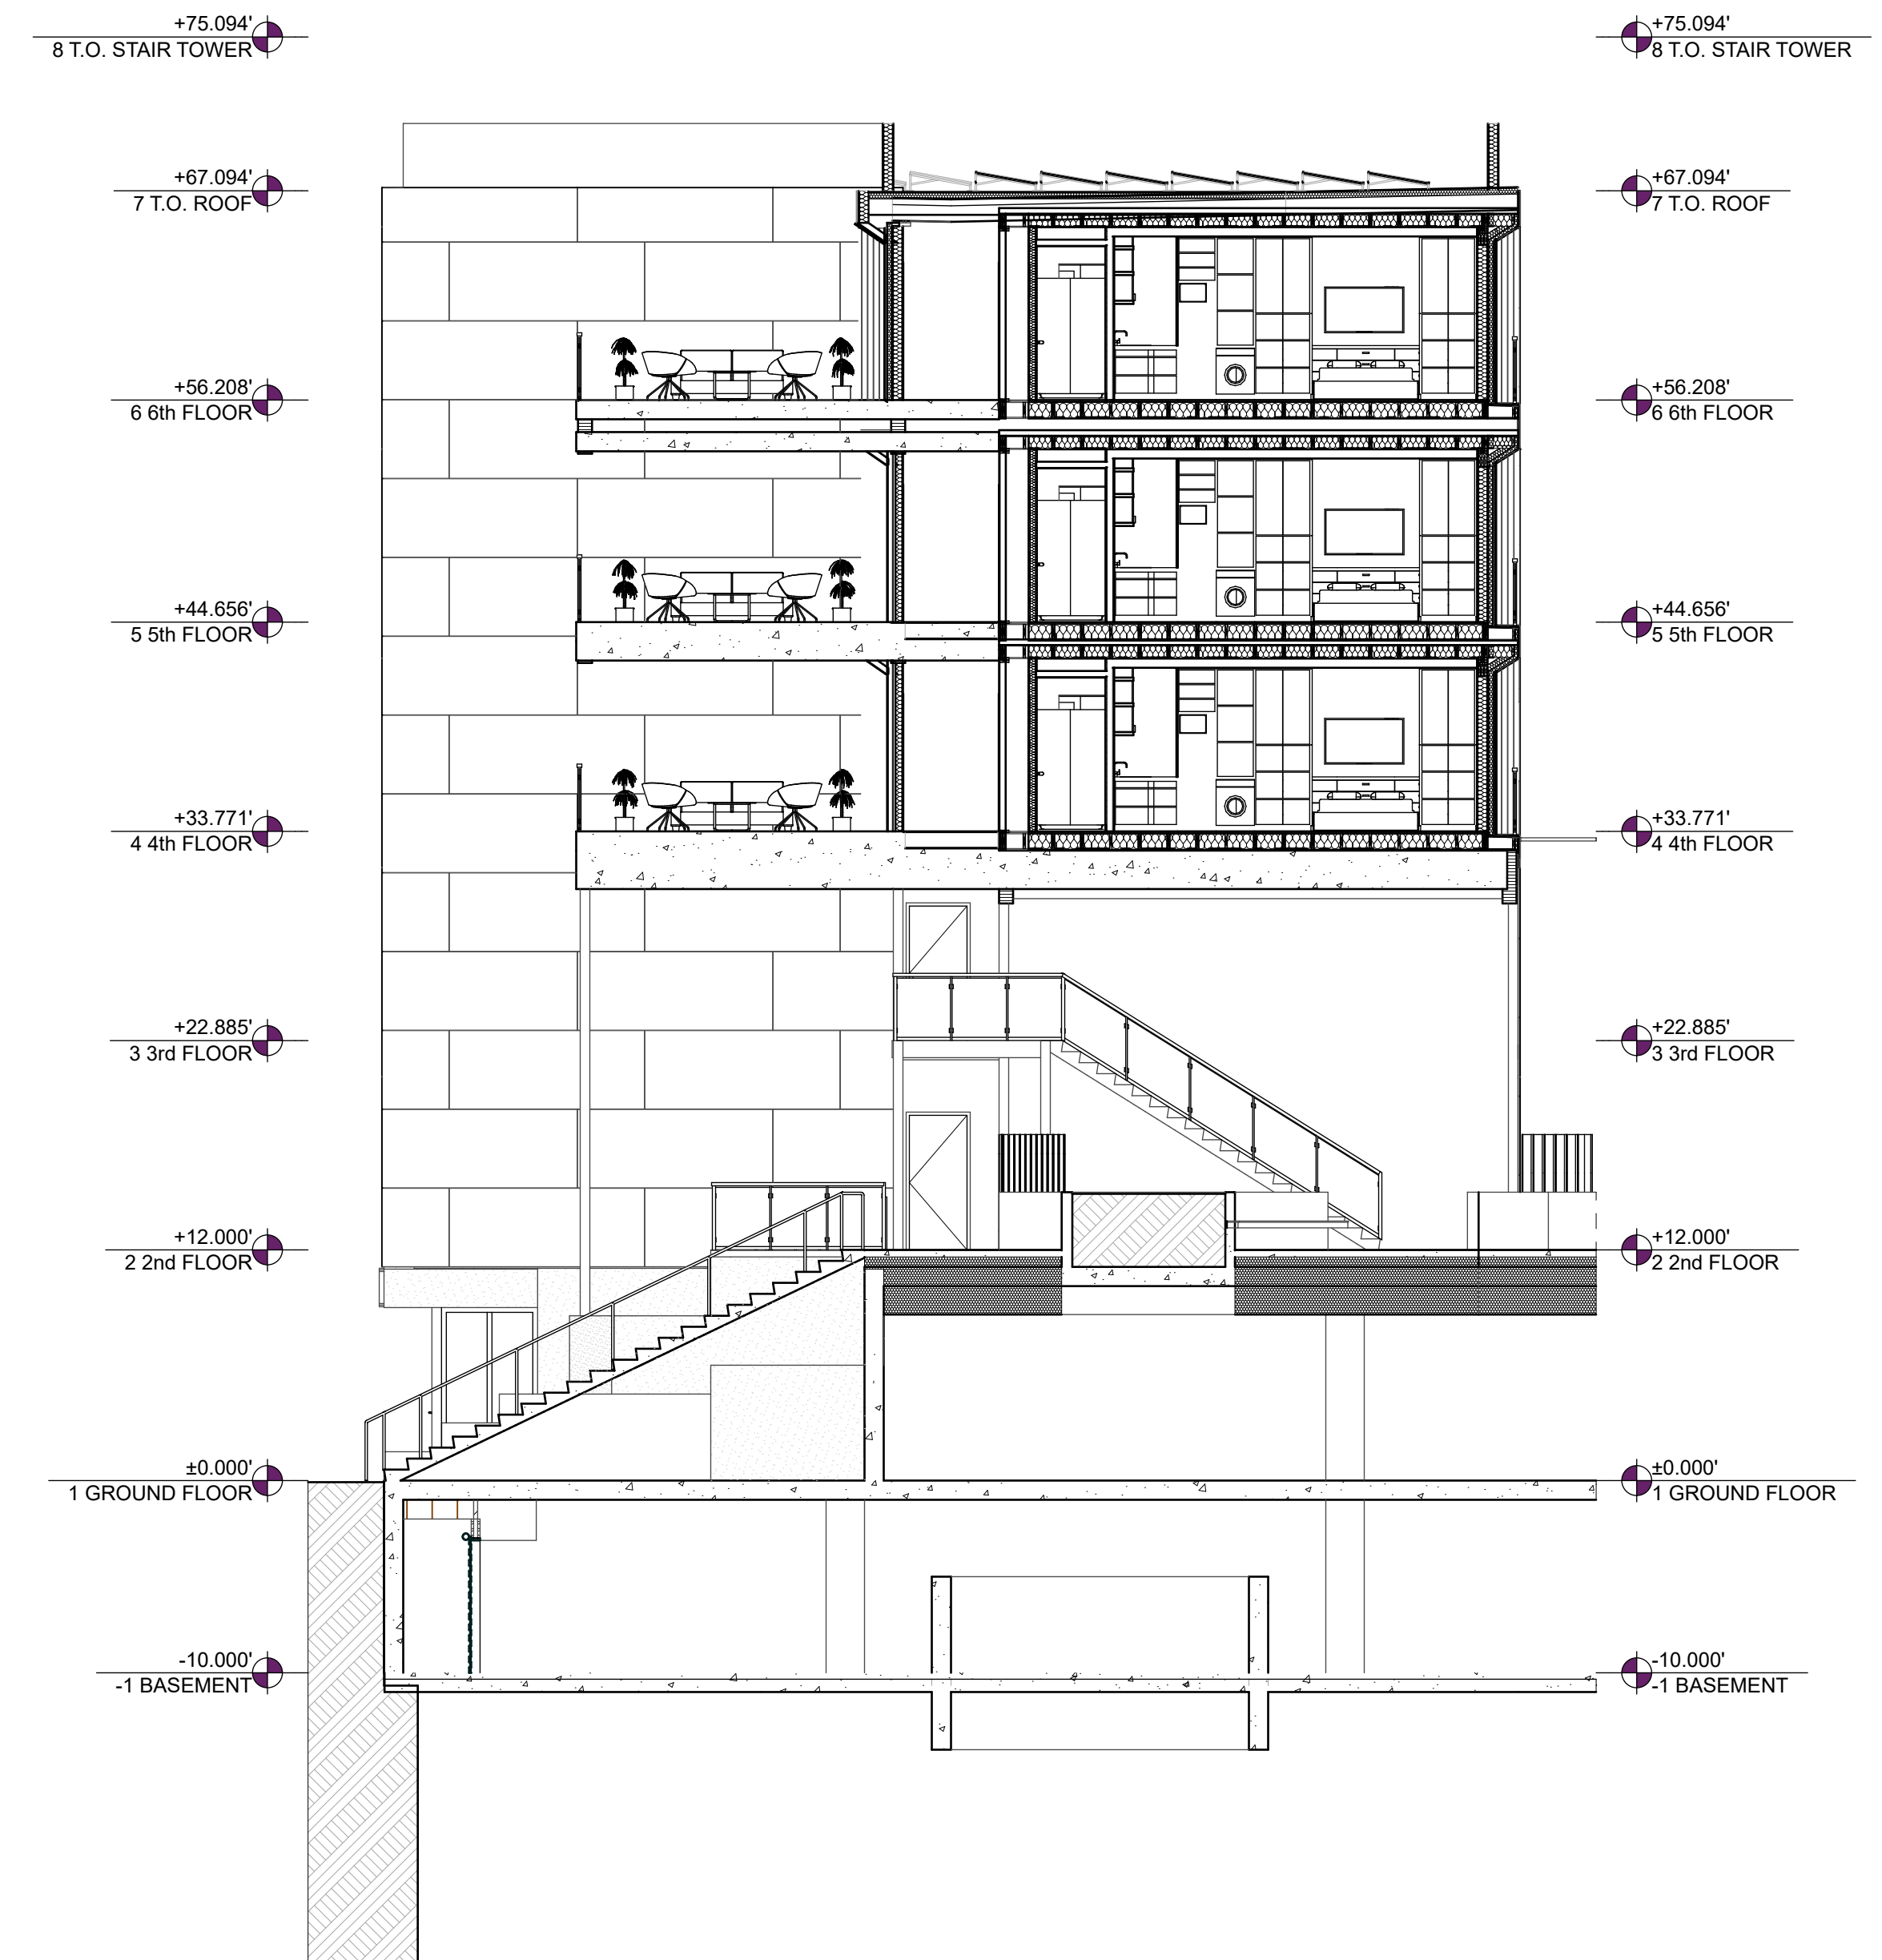 +75.094'
8 T.O. STAIR TOWER
+75.094'
8 T.O. STAIR TOWER
+67.094'
7 T.O. ROOF
+67.094'
7 T.O. ROOF
+56.208'
6 6th FLOOR
+56.208'
6 6th FLOOR
+44.656'
5 5th FLOOR
+44.656'
5 5th FLOOR
+33.771'
4 4th FLOOR
+33.771'
4 4th FLOOR
+22.885'
3 3rd FLOOR
+22.885'
3 3rd FLOOR
+12.000'
2 2nd FLOOR
+12.000'
2 2nd FLOOR
±0.000'
1 GROUND FLOOR
±0.000'
1 GROUND FLOOR
-10.000'
-1 BASEMENT
-10.000'
-1 BASEMENT